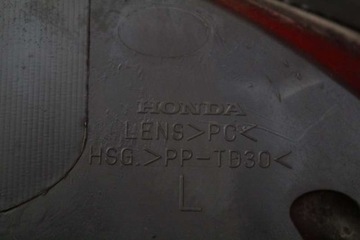 HONDA
LENS>PC<
HSG.>PP-TD30<
L